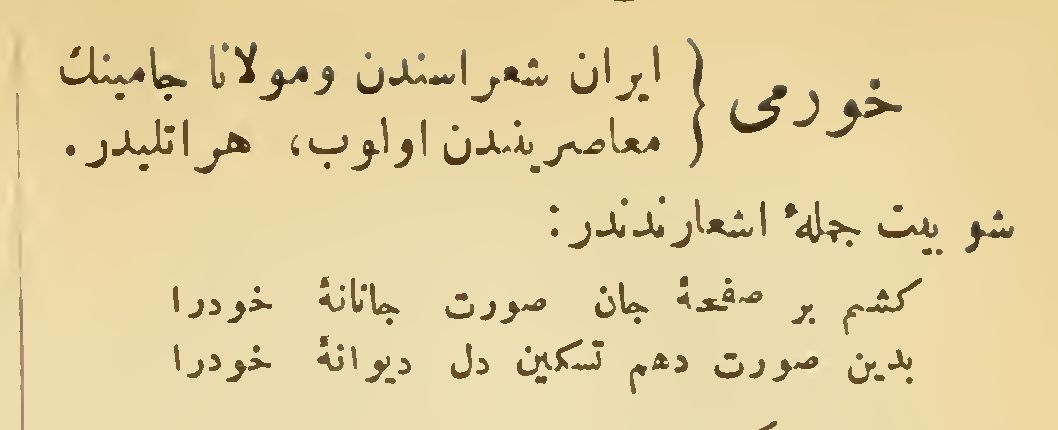 خورمی { ایران شعراسندن ومولانا جامینك
معاصرینندن اولوب، هراتلیدر.
شو بیت جملهٔ اشعارندندر:
کشم بر صفحهٔ جان صورت جانانهٔ خودرا
بدین صورت دهم تسکین دل دیوانهٔ خودرا